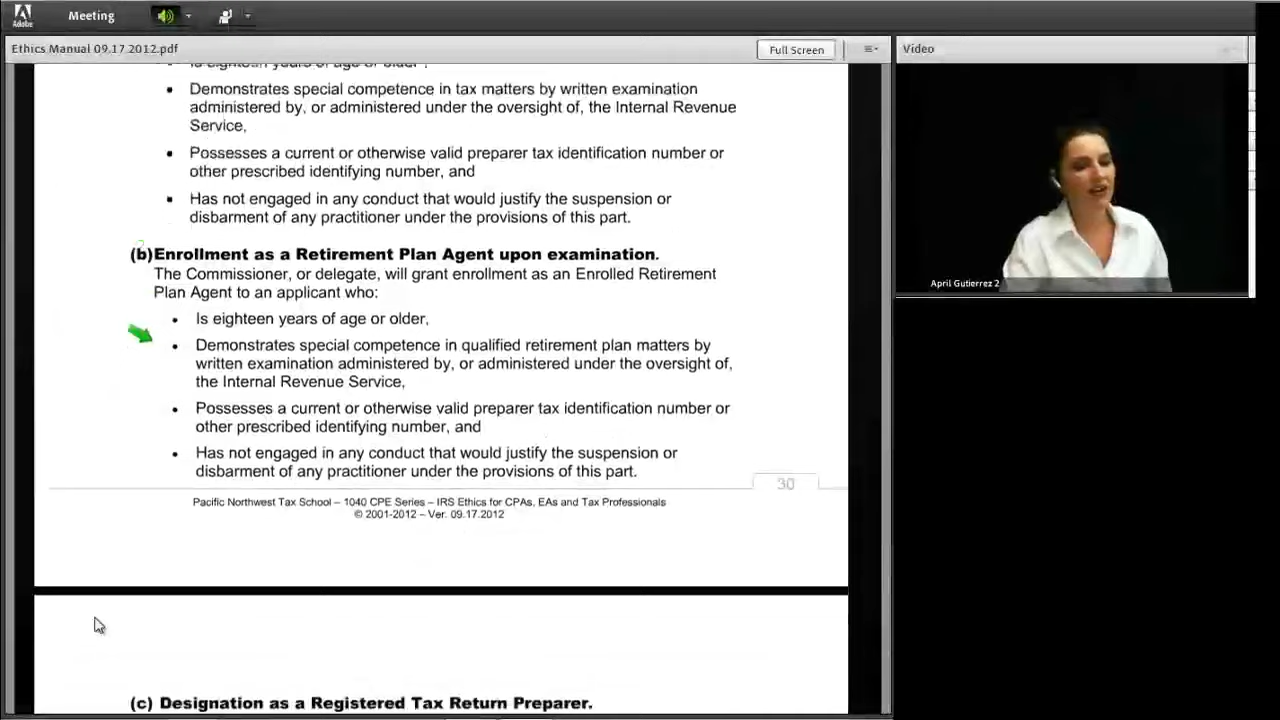 Adobe
Meeting
Ethics Manual 09.17.2012.pdf
Full Screen
Video
Is eighteen years of age or older ,
Demonstrates special competence in tax matters by written examination
administered by, or administered under the oversight of, the Internal Revenue
Service,
Possesses a current or otherwise valid preparer tax identification number or
other prescribed identifying number, and
Has not engaged in any conduct that would justify the suspension or
disbarment of any practitioner under the provisions of this part.
(b)Enrollment as a Retirement Plan Agent upon examination.
The Commissioner, or delegate, will grant enrollment as an Enrolled Retirement
Plan Agent to an applicant who:
Is eighteen years of age or older,
Demonstrates special competence in qualified retirement plan matters by
written examination administered by, or administered under the oversight of,
the Internal Revenue Service,
Possesses a current or otherwise valid preparer tax identification number or
other prescribed identifying number, and
Has not engaged in any conduct that would justify the suspension or
disbarment of any practitioner under the provisions of this part.
30
Pacific Northwest Tax School – 1040 CPE Series – IRS Ethics for CPAs, EAs and Tax Professionals
© 2001-2012 – Ver. 09.17.2012
(c) Designation as a Registered Tax Return Preparer.
April Gutierrez 2